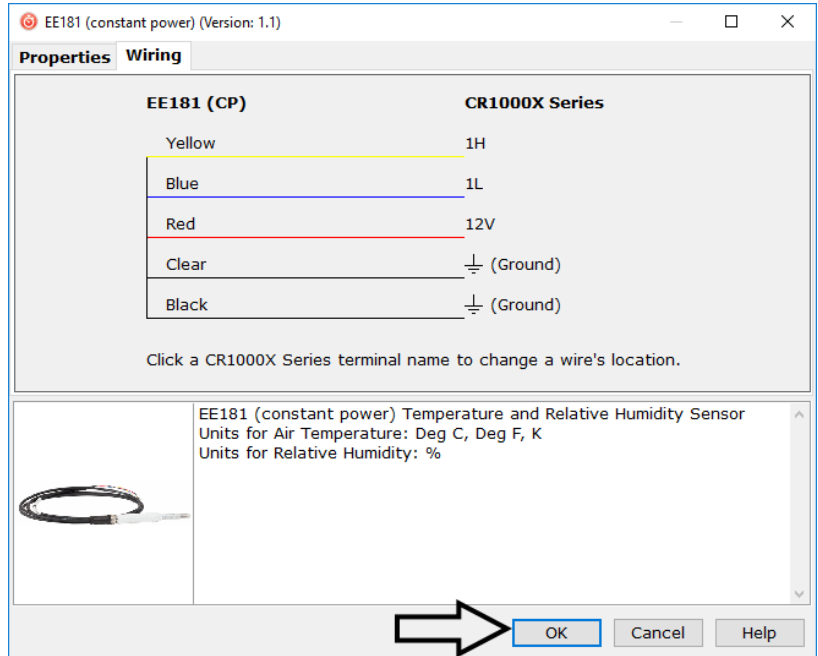 EE181 (constant power) (Version: 1.1)
Properties Wiring
EE181 (CP) CR1000X Series
Yellow 1H
Blue 1L
Red 12V
Clear (Ground)
Black (Ground)
Click a CR1000X Series terminal name to change a wire's location.
EE181 (constant power) Temperature and Relative Humidity Sensor
Units for Air Temperature: Deg C, Deg F, K
Units for Relative Humidity: %
OK Cancel Help